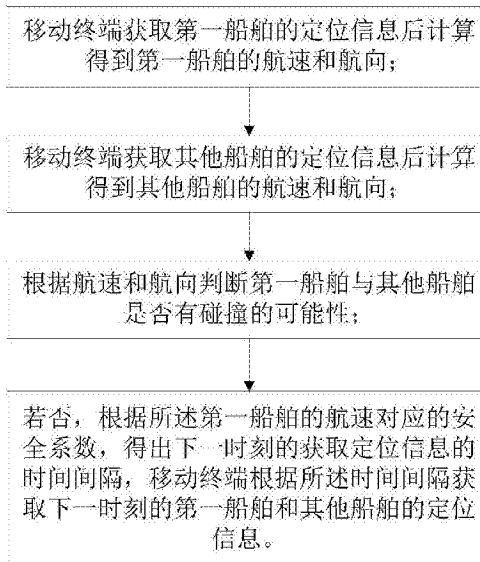 移动终端获取第一船舶的定位信息后计算
得到第一船舶的航速和航向;
移动终端获取其他船舶的定位信息后计算
得到其他船舶的航速和航向;
根据航速和航向判断第一船舶与其他船舶
是否有碰撞的可能性;
若否，根据所述第一船舶的航速对应的安
全系数，得出下一时刻的获取定位信息的
时间间隔，移动终端根据所述时间间隔获
取下一时刻的第一船舶和其他船舶的定位
信息。